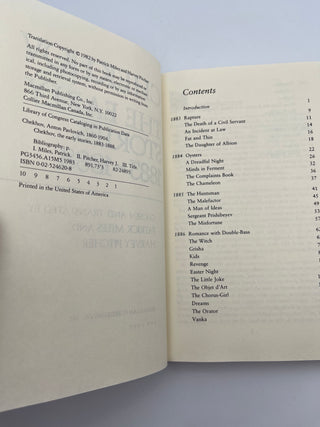 Translation Copyright © 1982 by Patrick Miles and Harvey Pitcher
All rights reserved. No part of this book may be reproduced or
transmitted in any form or by any means, electronic or mechanical,
including photocopying, recording or by any information
storage and retrieval system, without permission in writing from
the Publisher.
Macmillan Publishing Co., Inc.
866 Third Avenue, New York, N.Y.
Collier Macmillan Canada, Inc.
Library of Congress Cataloging in Publication Data
Chekhov, Anton Pavlovich, 1860-1904.
Chekhov, the early stories, 1883-1888.
Bibliography: p.
I. Miles, Patrick. II. Pitcher, Harvey J. III. Title.
PG3456.A15M5 1983 891.73'3
ISBN 0-02-524620-8
10 9 8 7 6 5 4 3 2 1
Printed in the United States of America
Contents
Introduction 1
1883 Rapture 9
The Death of a Civil Servant 11
An Incident at Law 14
Fat and Thin
The Daughter of Albion
1884 Oysters
A Dreadful Night
Minds in Ferment
The Complaints Book
The Chameleon
1885 The Huntsman
The Malefactor
A Man of Ideas
Sergeant Prishibeyev
The Misfortune
1886 Romance with Double-Bass
The Witch
Grisha
Kids
Revenge
Easter Night
The Little Joke
The Objet d'Art
The Chorus-Girl
Dreams
The Orator
Vanka